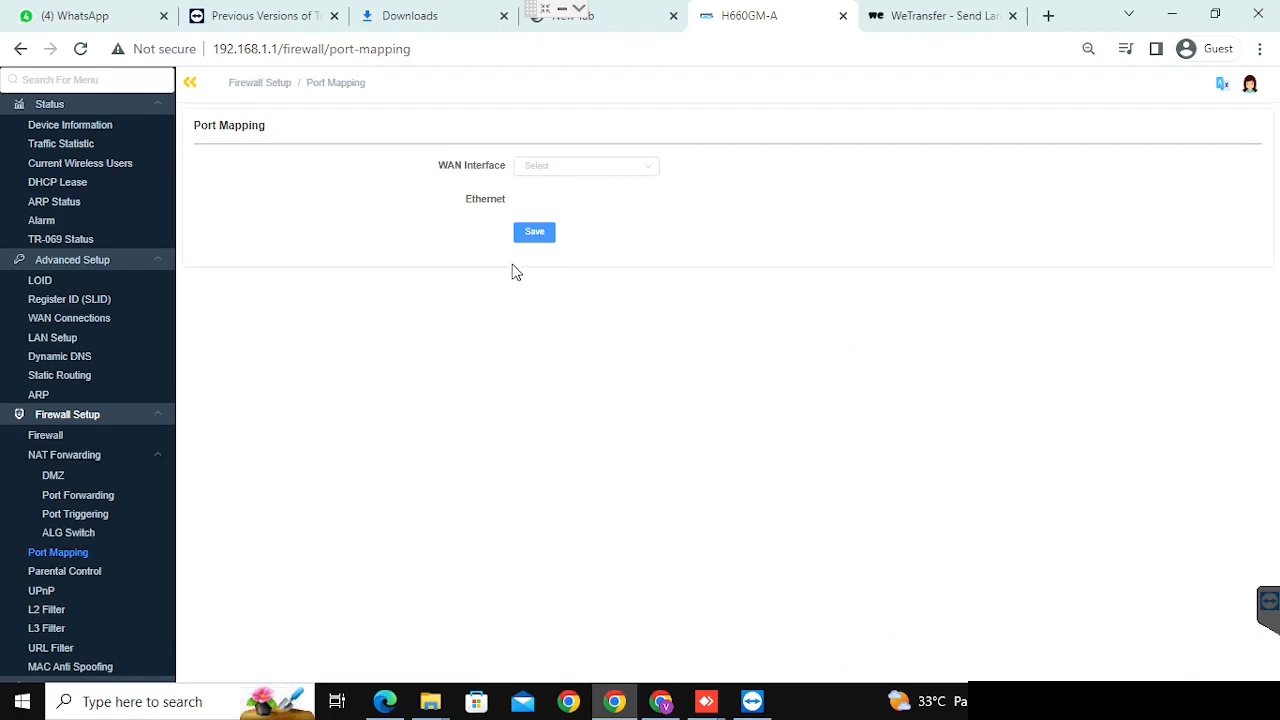 4) WhatsApp
Previous Versions of Te
Downloads
New Tab
H660GM-A
WeTransfer - Send Lar
Not secure
192.168.1.1/firewall/port-mapping
Guest
Search For Menu
Firewall Setup / Port Mapping
Status
Device Information
Traffic Statistic
Current Wireless Users
DHCP Lease
ARP Status
Alarm
TR-069 Status
Advanced Setup
LOID
Register ID (SLID)
WAN Connections
LAN Setup
Dynamic DNS
Static Routing
ARP
Firewall Setup
Firewall
NAT Forwarding
DMZ
Port Forwarding
Port Triggering
ALG Switch
Port Mapping
Parental Control
UPnP
L2 Filter
L3 Filter
URL Filter
MAC Anti Spoofing
Port Mapping
WAN Interface
Select
Ethernet
Save
Type here to search
33°C Pa